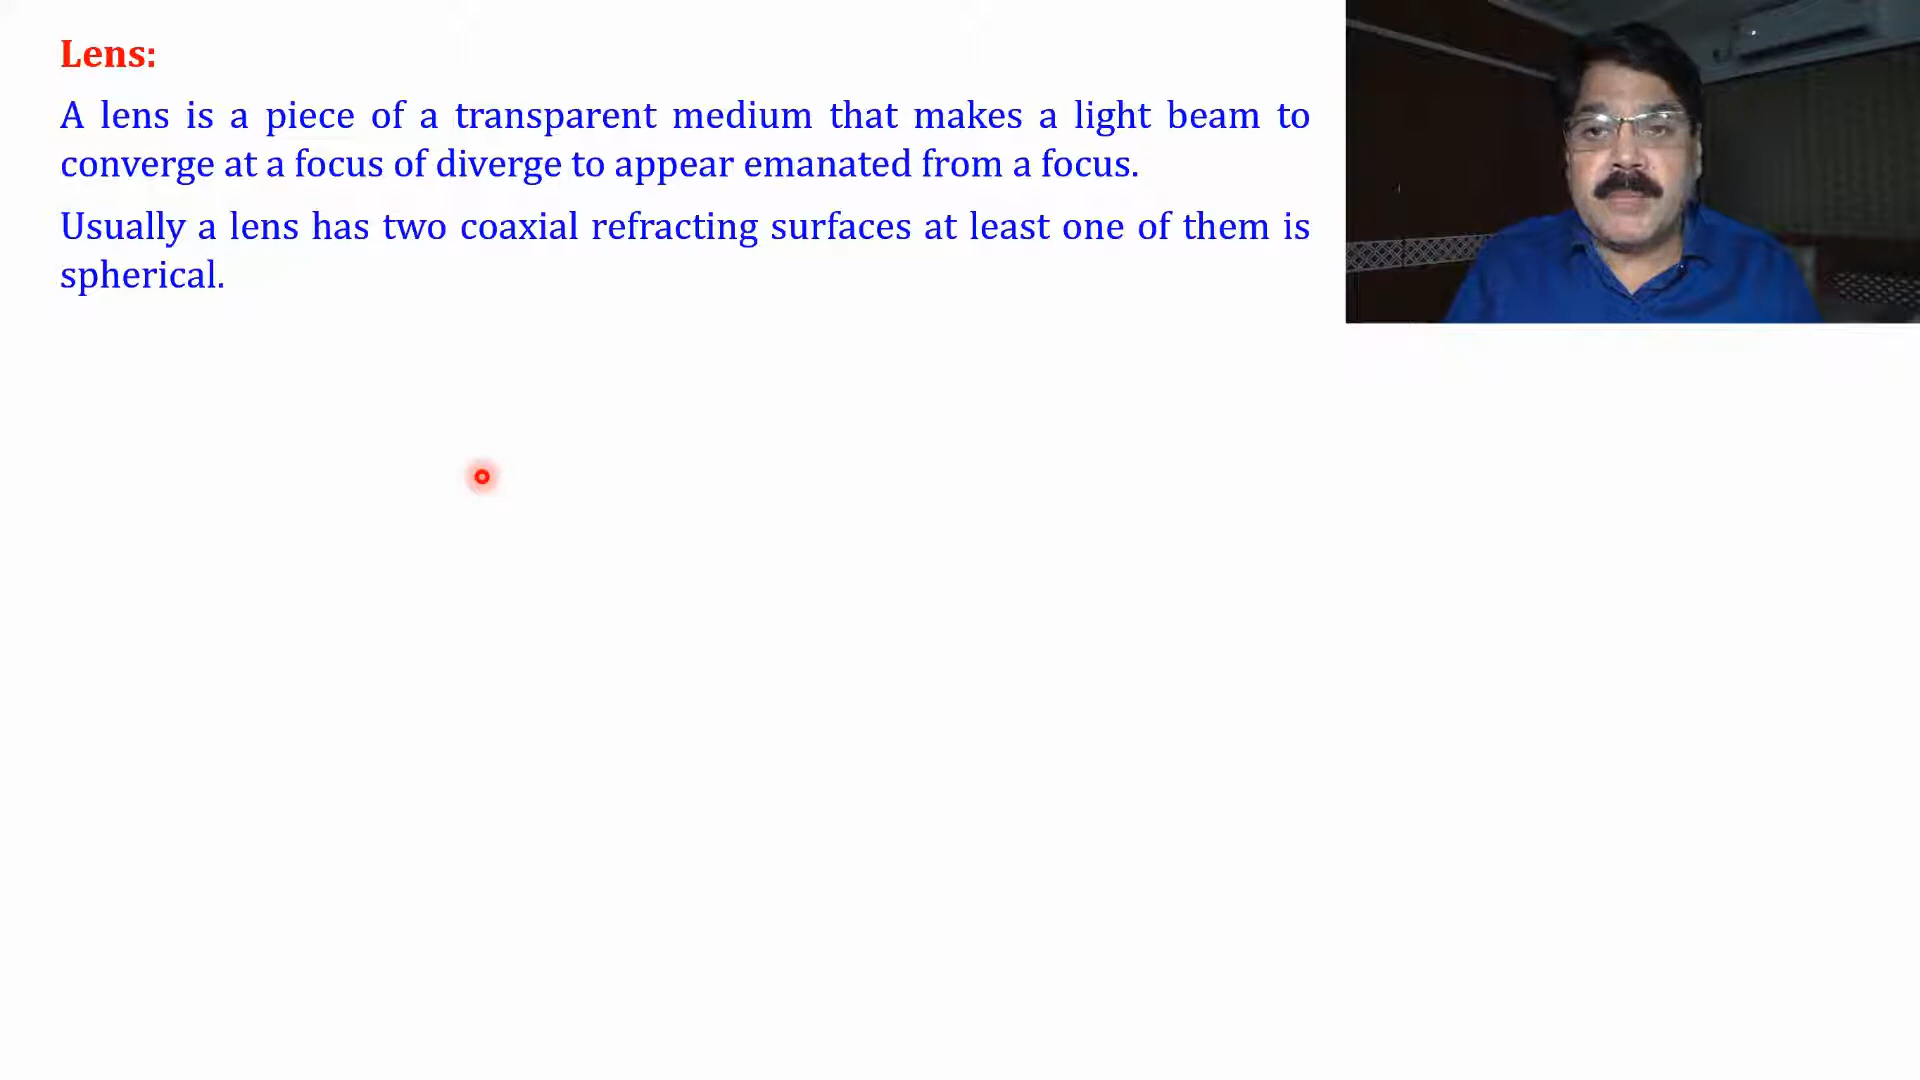 Lens:
A lens is a piece of a transparent medium that makes a light beam to
converge at a focus of diverge to appear emanated from a focus.
Usually a lens has two coaxial refracting surfaces at least one of them is
spherical.